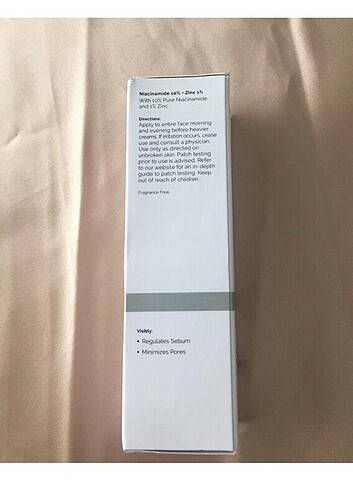 Niacinamide 10% + Zinc 1%
With 10% Pure Niacinamide
and 1% Zinc
Directions:
Apply to entire face morning
and evening before heavier
creams. If irritation occurs, cease
use and consult a physician.
Use only as directed on
unbroken skin. Patch testing
prior to use is advised. Refer
to our website for an in-depth
guide to patch testing. Keep
out of reach of children.
Fragrance Free.
Visibly:
• Regulates Sebum
• Minimizes Pores